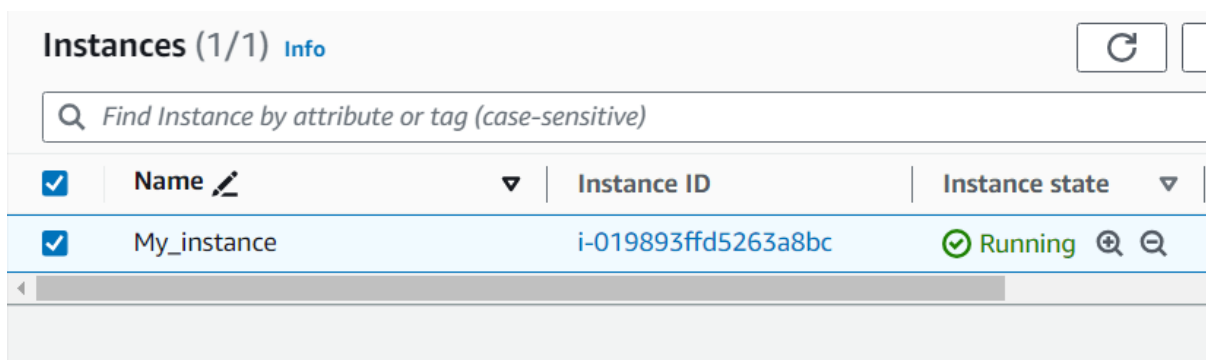 Instances (1/1) Info
Find Instance by attribute or tag (case-sensitive)
Name Instance ID Instance state
My_instance i-019893ffd5263a8bc Running